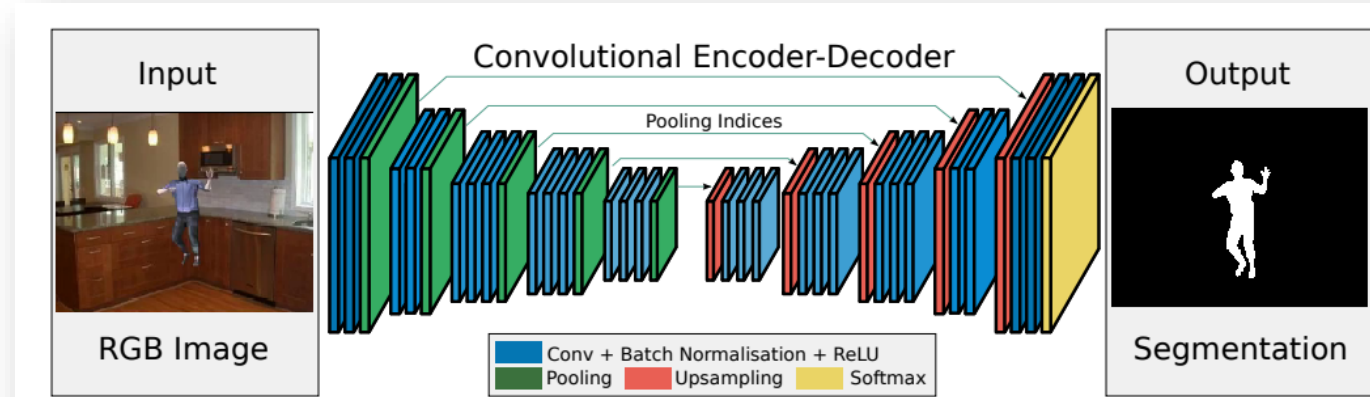 Input
RGB Image
Convolutional Encoder-Decoder
Pooling Indices
Conv + Batch Normalisation + ReLU
Pooling Upsampling Softmax
Output
Segmentation